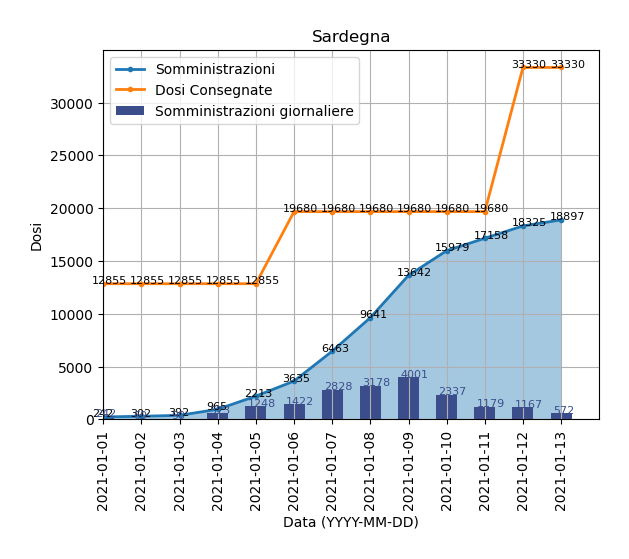 Sardegna
Somministrazioni
Dosi Consegnate
Somministrazioni giornaliere
Dosi
30000
25000
20000
15000
10000
5000
0
33330 33330
19680 19680 19680 19680 19680 19680
12855 12855 12855 12855 12855
242 302 392 965 2213 3635 6463 9641 13642 15979 17158 18325 18897
1248 1422 2828 3178 4001 2337 1179 1167 572
2021-01-01
2021-01-02
2021-01-03
2021-01-04
2021-01-05
2021-01-06
2021-01-07
2021-01-08
2021-01-09
2021-01-10
2021-01-11
2021-01-12
2021-01-13
Data (YYYY-MM-DD)